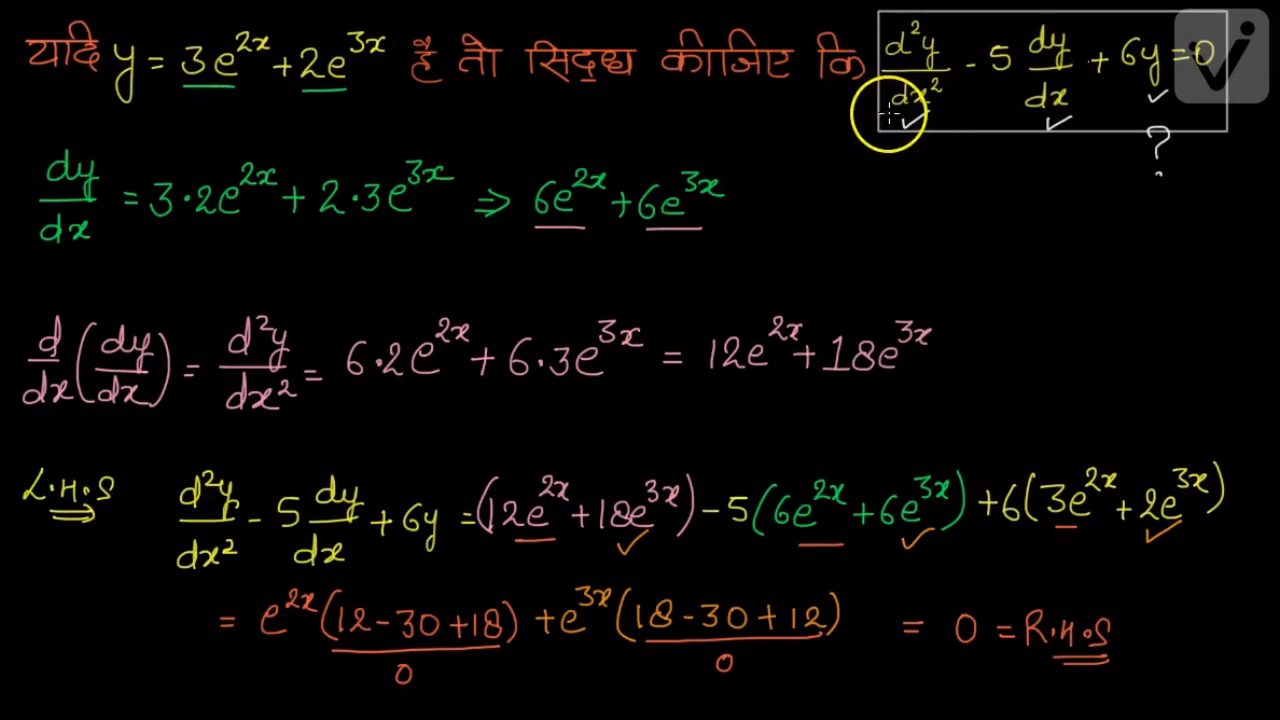 यदि y = 3e^{2x} + 2e^{3x} है तो सिद्ध कीजिए कि d²y/dx² - 5 dy/dx + 6y = 0
?
dy/dx = 3·2e^{2x} + 2·3e^{3x} ⇒ 6e^{2x} + 6e^{3x}
d/dx (dy/dx) = d²y/dx² = 6·2e^{2x} + 6·3e^{3x} = 12e^{2x} + 18e^{3x}
L.H.S d²y/dx² - 5 dy/dx + 6y = (12e^{2x} + 18e^{3x}) - 5(6e^{2x} + 6e^{3x}) + 6(3e^{2x} + 2e^{3x})
= e^{2x}(12 - 30 + 18) + e^{3x}(18 - 30 + 12) = 0 = R.H.S
0 0